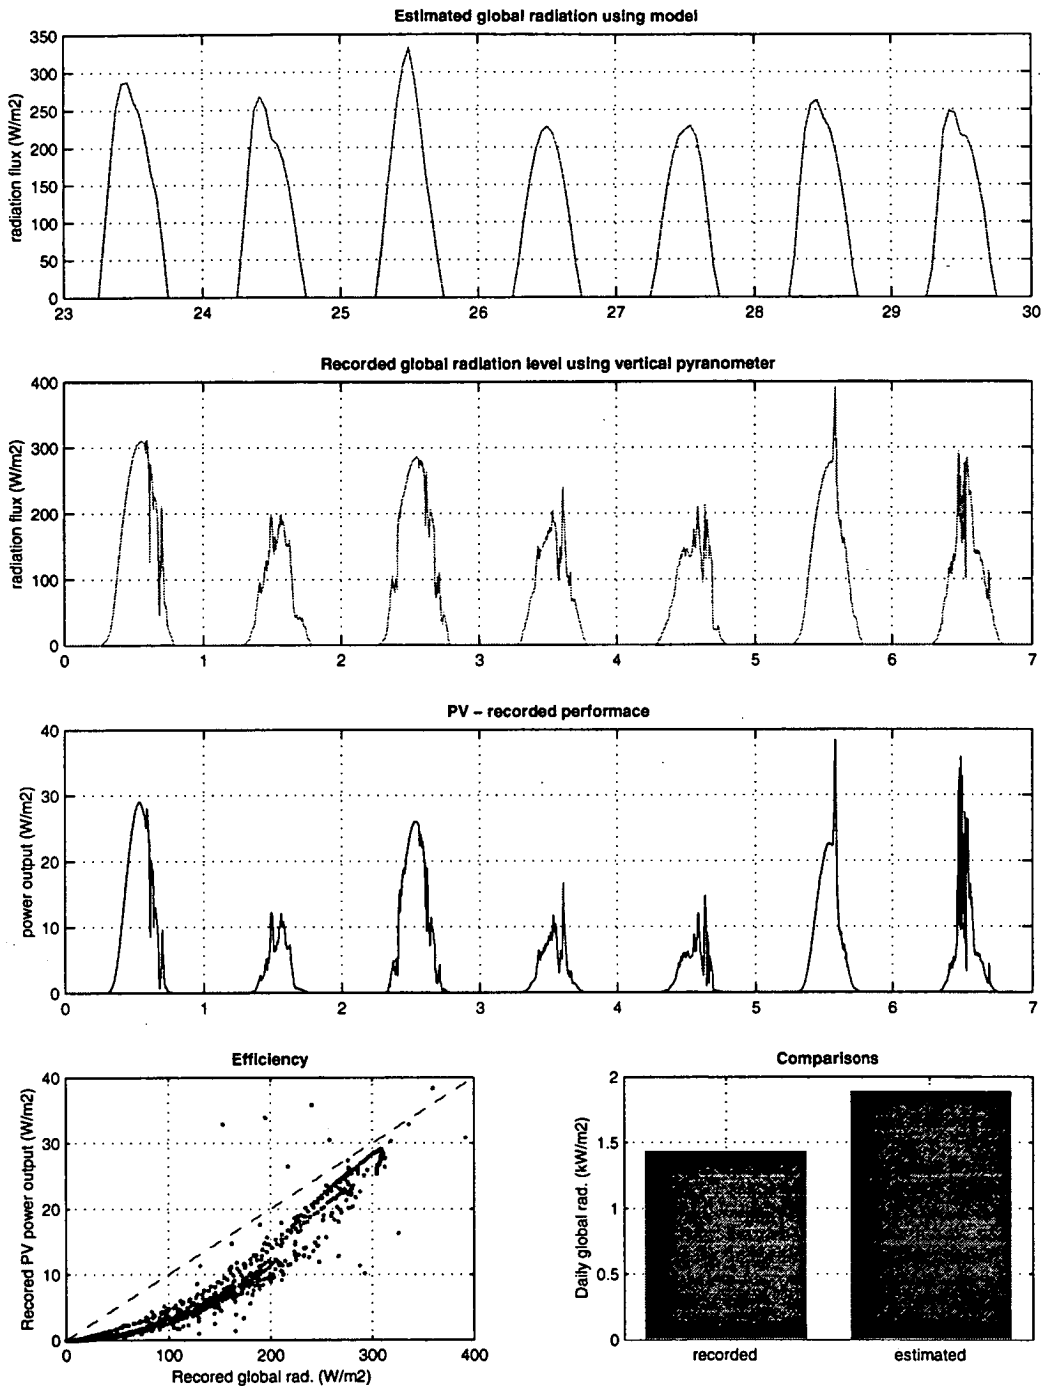 Estimated global radiation using model
350
300
250
200
150
100
50
0
radiation flux (W/m2)
23 24 25 26 27 28 29 30
Recorded global radiation level using vertical pyranometer
400
300
200
100
0
radiation flux (W/m2)
0 1 2 3 4 5 6 7
PV – recorded performace
40
30
20
10
0
power output (W/m2)
0 1 2 3 4 5 6 7
Efficiency
40
30
20
10
0
Recored PV power output (W/m2)
0 100 200 300 400
Recored global rad. (W/m2)
Comparisons
2
1.5
1
0.5
0
Daily global rad. (kW/m2)
recorded estimated